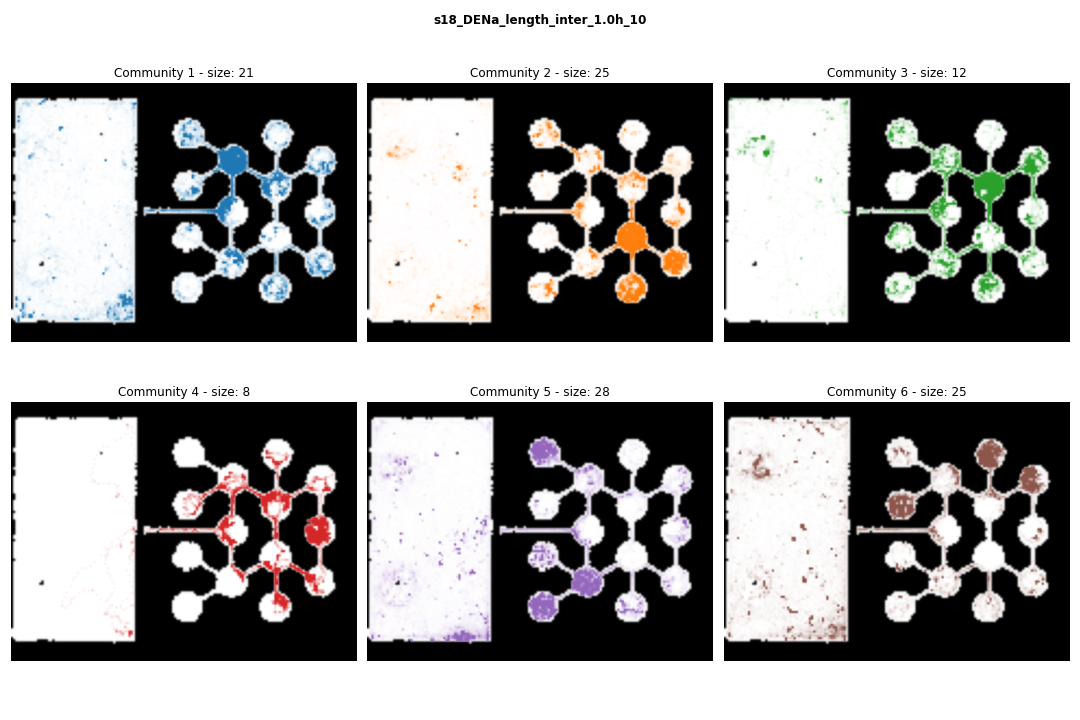 s18_DENa_length_inter_1.0h_10
Community 1 - size: 21
Community 2 - size: 25
Community 3 - size: 12
Community 4 - size: 8
Community 5 - size: 28
Community 6 - size: 25